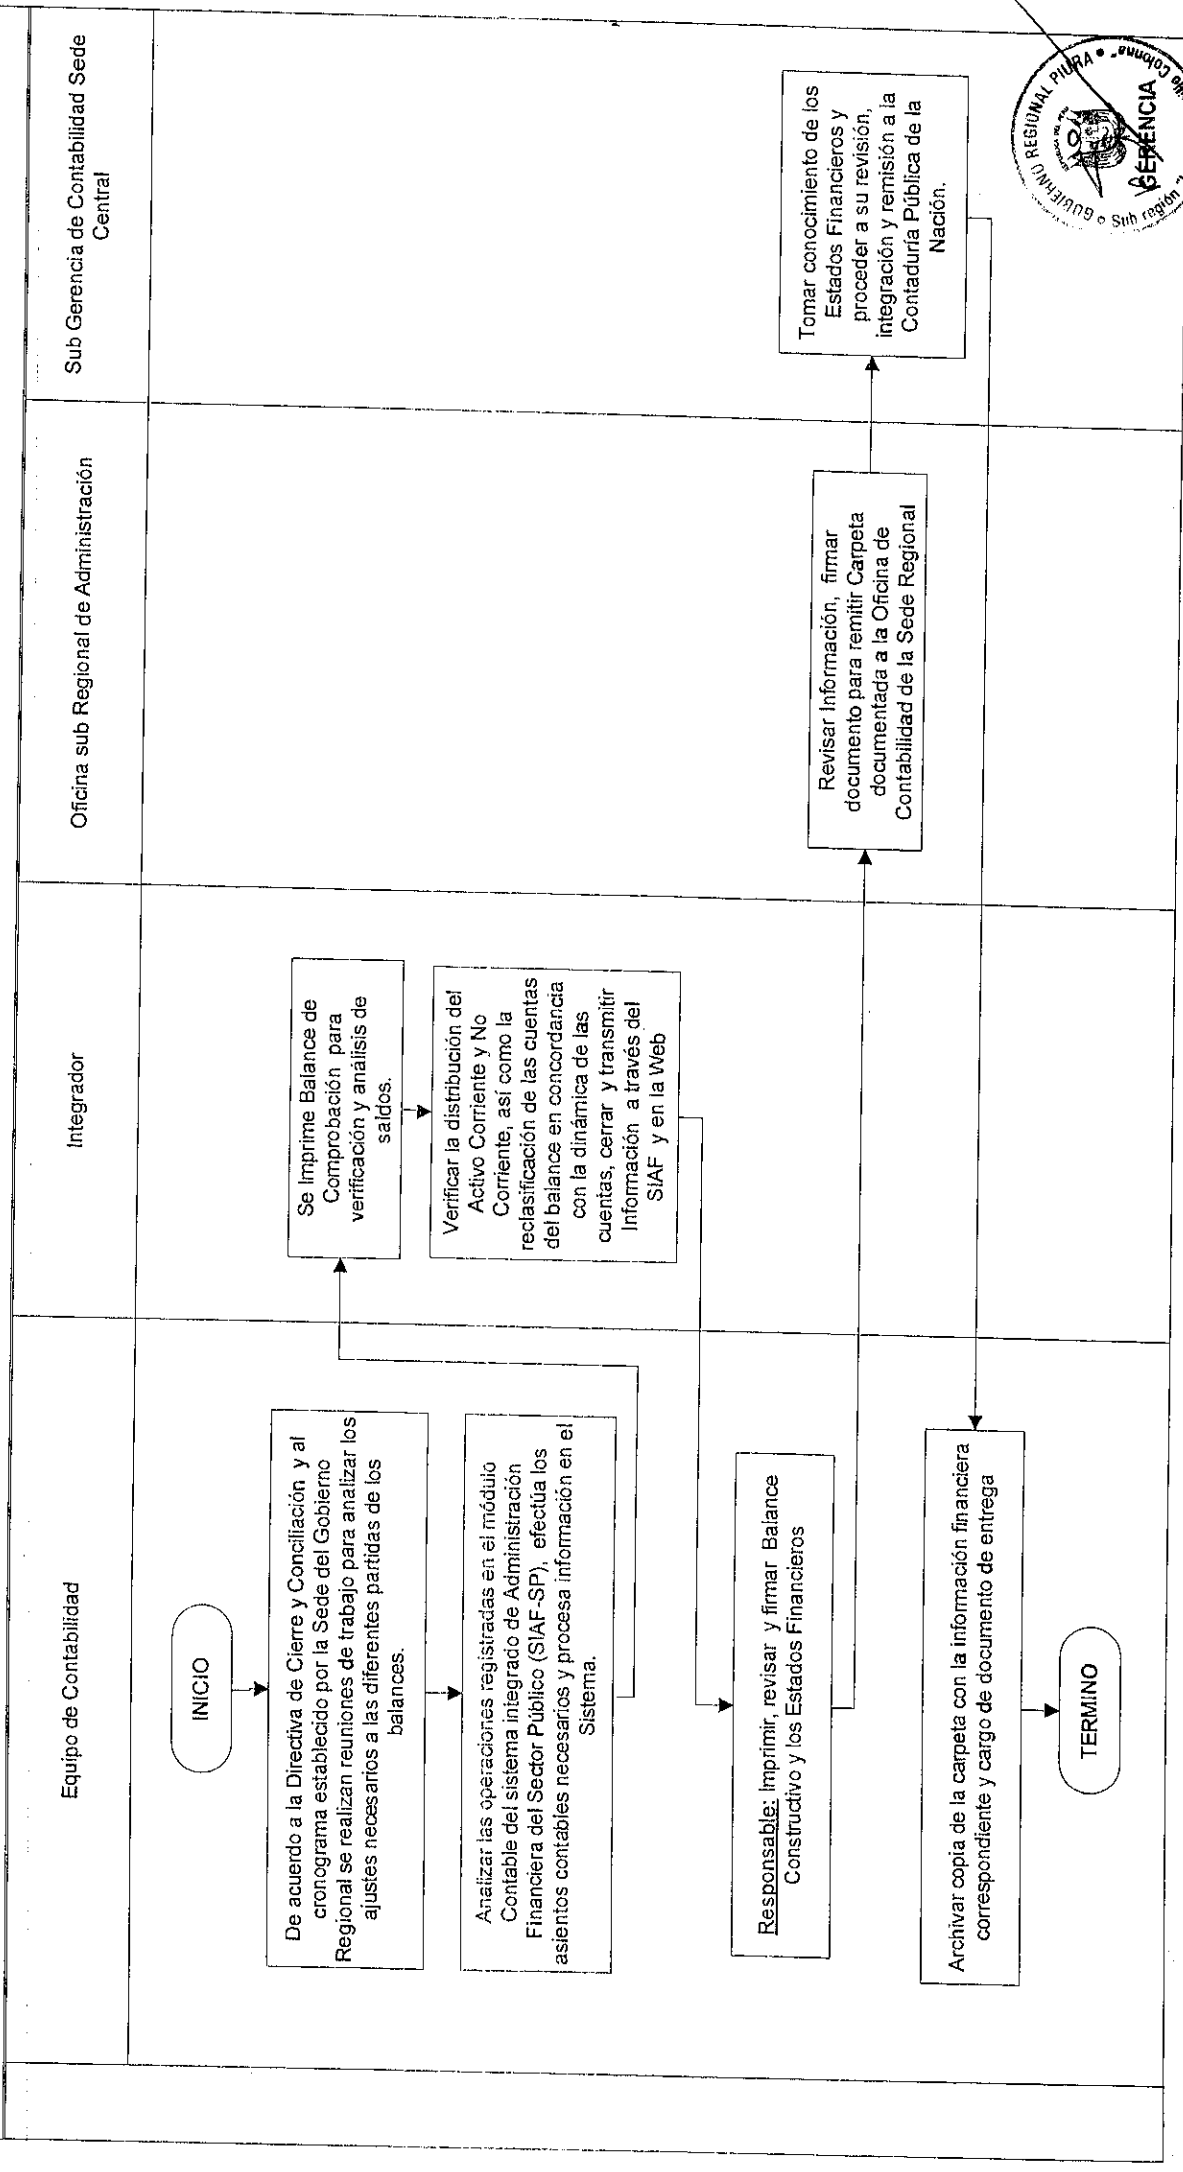 Equipo de Contabilidad
Integrador
Oficina sub Regional de Administración
Sub Gerencia de Contabilidad Sede
Central
INICIO
De acuerdo a la Directiva de Cierre y Conciliación y al
cronograma establecido por la Sede del Gobierno
Regional se realizan reuniones de trabajo para analizar los
ajustes necesarios a las diferentes partidas de los
balances.
Analizar las operaciones registradas en el módulo
Contable del sistema integrado de Administración
Financiera del Sector Público (SIAF-SP), efectúa los
asientos contables necesarios y procesa información en el
Sistema.
Se Imprime Balance de
Comprobación para
verificación y análisis de
saldos.
Verificar la distribución del
Activo Corriente y No
Corriente, así como la
reclasificación de las cuentas
del balance en concordancia
con la dinámica de las
cuentas, cerrar y transmitir
Información a través del
SIAF y en la Web
Responsable: Imprimir, revisar y firmar Balance
Constructivo y los Estados Financieros
Revisar Información, firmar
documento para remitir Carpeta
documentada a la Oficina de
Contabilidad de la Sede Regional
Tomar conocimiento de los
Estados Financieros y
proceder a su revisión,
integración y remisión a la
Contaduría Pública de la
Nación.
Archivar copia de la carpeta con la información financiera
correspondiente y cargo de documento de entrega
TERMINO
GOBIERNO REGIONAL PIURA
Sub región
Colonna"
GERENCIA